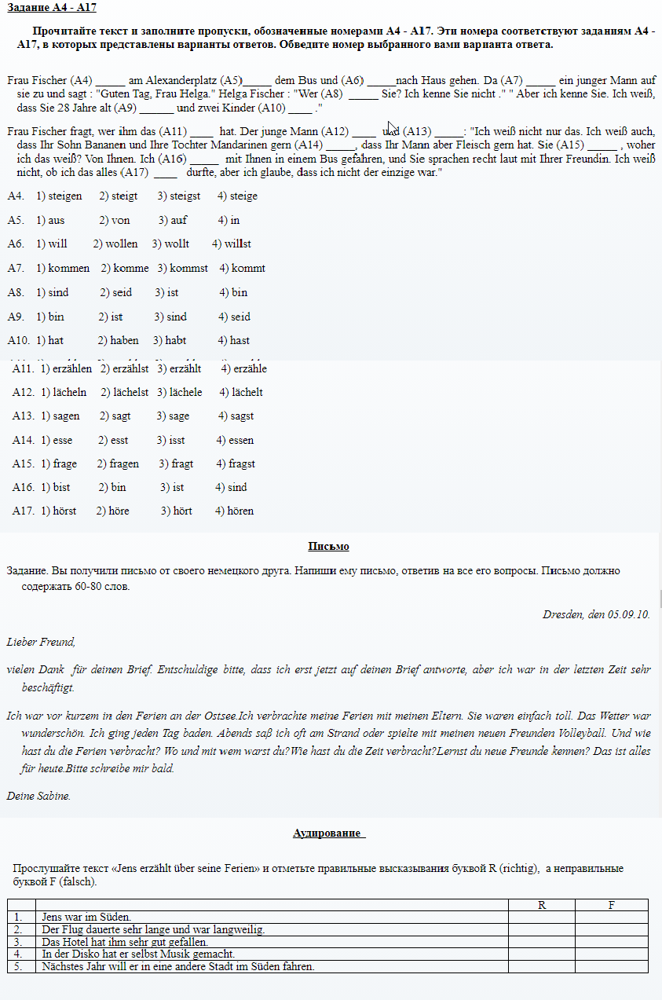 Задание А4 - А17
Прочитайте текст и заполните пропуски, обозначенные номерами А4 - А17. Эти номера соответствуют заданиям А4 -
А17, в которых представлены варианты ответов. Обведите номер выбранного вами варианта ответа.
Frau Fischer (A4) _____ am Alexanderplatz (A5)_____ dem Bus und (A6) _____nach Haus gehen. Da (A7) _____ ein junger Mann auf
sie zu und sagt : "Guten Tag, Frau Helga." Helga Fischer : "Wer (A8) _____ Sie? Ich kenne Sie nicht ." " Aber ich kenne Sie. Ich weiß,
dass Sie 28 Jahre alt (A9) ______ und zwei Kinder (A10) ____ ."
Frau Fischer fragt, wer ihm das (A11) ____ hat. Der junge Mann (A12) ____ und (A13) _____: "Ich weiß nicht nur das. Ich weiß auch,
dass Ihr Sohn Bananen und Ihre Tochter Mandarinen gern (A14) _____, dass Ihr Mann aber Fleisch gern hat. Sie (A15) _____ , woher
ich das weiß? Von Ihnen. Ich (A16) _____ mit Ihnen in einem Bus gefahren, und Sie sprachen recht laut mit Ihrer Freundin. Ich weiß
nicht, ob ich das alles (A17) ____ durfte, aber ich glaube, dass ich nicht der einzige war."
A4. 1) steigen 2) steigt 3) steigst 4) steige
A5. 1) aus 2) von 3) auf 4) in
A6. 1) will 2) wollen 3) wollt 4) willst
A7. 1) kommen 2) komme 3) kommst 4) kommt
A8. 1) sind 2) seid 3) ist 4) bin
A9. 1) bin 2) ist 3) sind 4) seid
A10. 1) hat 2) haben 3) habt 4) hast
A11. 1) erzählen 2) erzählst 3) erzählt 4) erzähle
A12. 1) lächeln 2) lächelst 3) lächele 4) lächelt
A13. 1) sagen 2) sagt 3) sage 4) sagst
A14. 1) esse 2) esst 3) isst 4) essen
A15. 1) frage 2) fragen 3) fragt 4) fragst
A16. 1) bist 2) bin 3) ist 4) sind
A17. 1) hörst 2) höre 3) hört 4) hören
Письмо
Задание. Вы получили письмо от своего немецкого друга. Напиши ему письмо, ответив на все его вопросы. Письмо должно
содержать 60-80 слов.
Dresden, den 05.09.10.
Lieber Freund,
vielen Dank für deinen Brief. Entschuldige bitte, dass ich erst jetzt auf deinen Brief antworte, aber ich war in der letzten Zeit sehr
beschäftigt.
Ich war vor kurzem in den Ferien an der Ostsee.Ich verbrachte meine Ferien mit meinen Eltern. Sie waren einfach toll. Das Wetter war
wunderschön. Ich ging jeden Tag baden. Abends saß ich oft am Strand oder spielte mit meinen neuen Freunden Volleyball. Und wie
hast du die Ferien verbracht? Wo und mit wem warst du?Wie hast du die Zeit verbracht?Lernst du neue Freunde kennen? Das ist alles
für heute.Bitte schreibe mir bald.
Deine Sabine.
Аудирование
Прослушайте текст «Jens erzählt über seine Ferien» и отметьте правильные высказывания буквой R (richtig), а неправильные
буквой F (falsch).
R F
1. Jens war im Süden.
2. Der Flug dauerte sehr lange und war langweilig.
3. Das Hotel hat ihm sehr gut gefallen.
4. In der Disko hat er selbst Musik gemacht.
5. Nächstes Jahr will er in eine andere Stadt im Süden fahren.